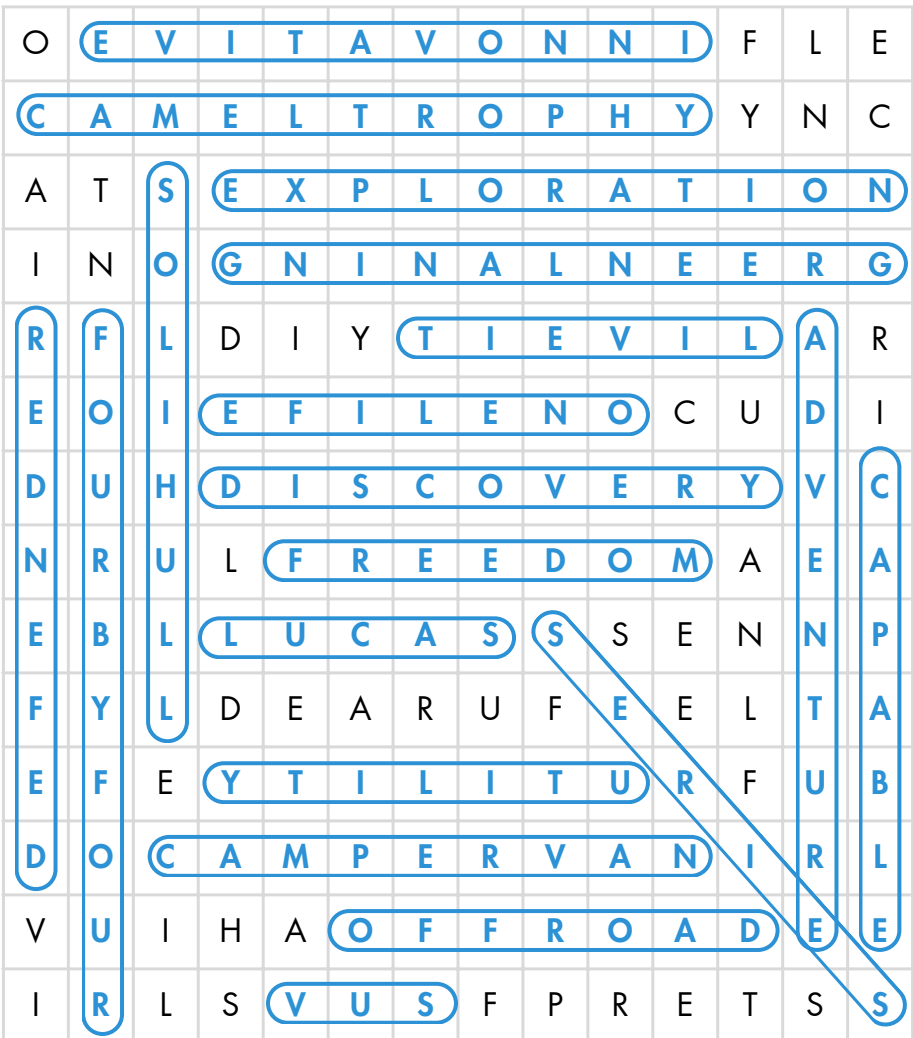 O E V I T A V O N N I F L E
C A M E L T R O P H Y Y N C
A T S E X P L O R A T I O N
I N O G N I N A L N E E R G
R F L D I Y T I E V I L A R
E O I E F I L E N O C U D I
D U H D I S C O V E R Y V C
N R U L F R E E D O M A E A
E B L L U C A S S S E N N P
F Y L D E A R U F E E L T A
E F E Y T I L I T U R F U B
D O C A M P E R V A N I R L
V U I H A O F F R O A D E E
I R L S V U S F P R E T S S